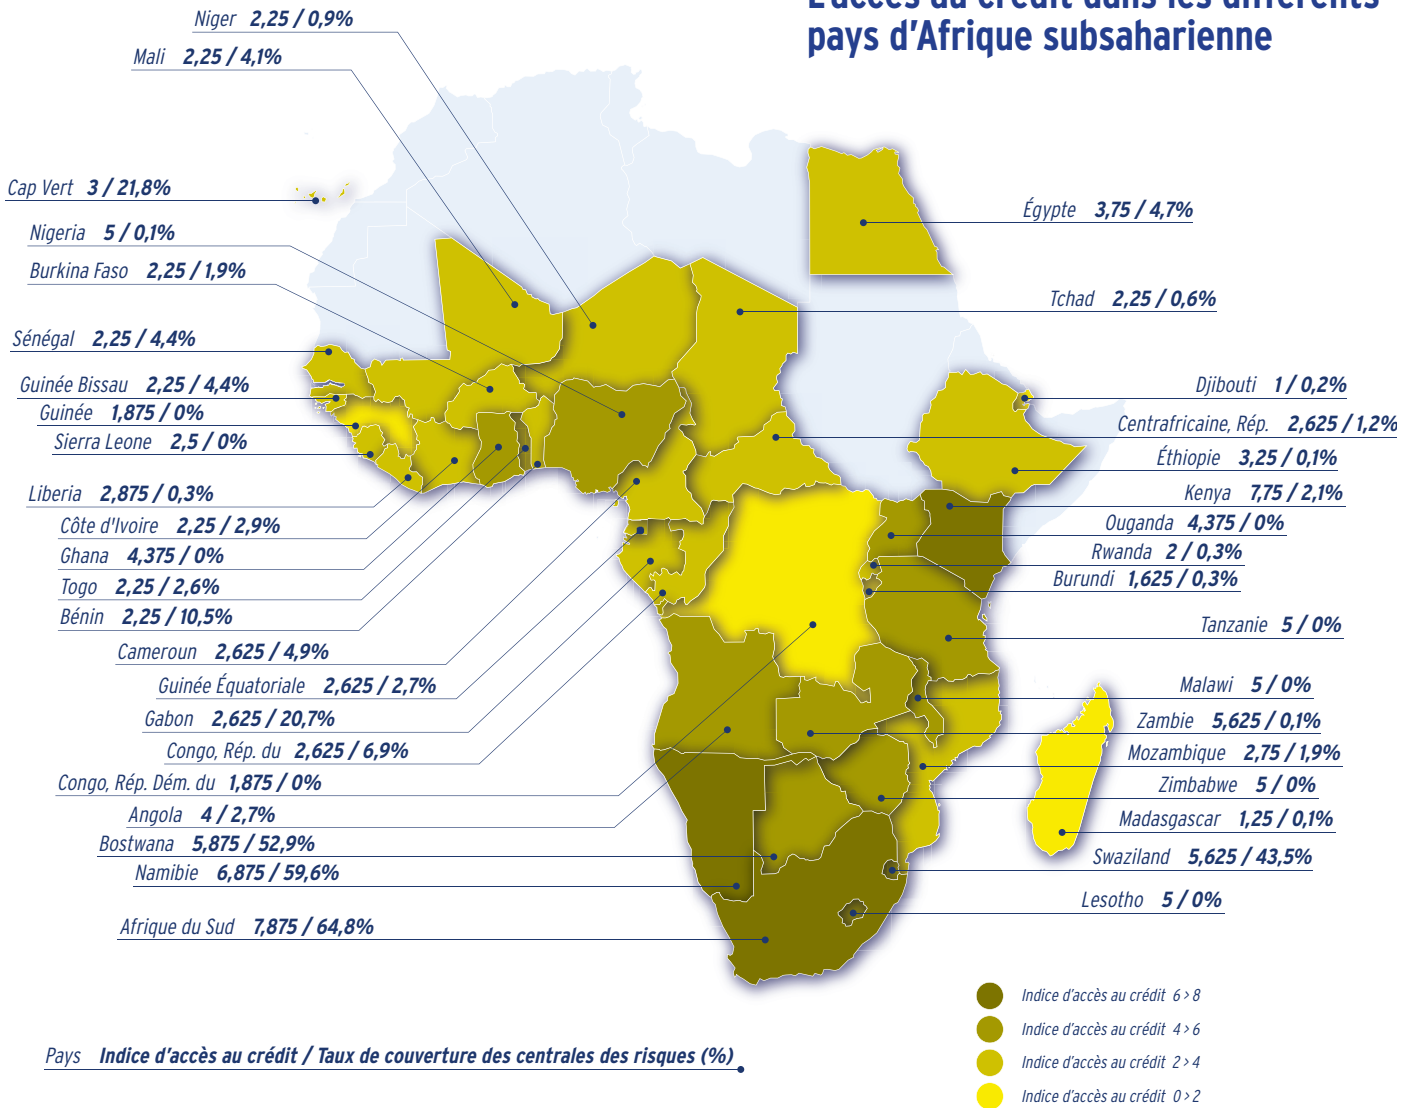 L'accès au crédit dans les différents
pays d'Afrique subsaharienne
Niger 2,25 / 0,9%
Mali 2,25 / 4,1%
Cap Vert 3 / 21,8%
Nigeria 5 / 0,1%
Burkina Faso 2,25 / 1,9%
Sénégal 2,25 / 4,4%
Guinée Bissau 2,25 / 4,4%
Guinée 1,875 / 0%
Sierra Leone 2,5 / 0%
Liberia 2,875 / 0,3%
Côte d'Ivoire 2,25 / 2,9%
Ghana 4,375 / 0%
Togo 2,25 / 2,6%
Bénin 2,25 / 10,5%
Cameroun 2,625 / 4,9%
Guinée Équatoriale 2,625 / 2,7%
Gabon 2,625 / 20,7%
Congo, Rép. du 2,625 / 6,9%
Congo, Rép. Dém. du 1,875 / 0%
Angola 4 / 2,7%
Bostwana 5,875 / 52,9%
Namibie 6,875 / 59,6%
Afrique du Sud 7,875 / 64,8%
Égypte 3,75 / 4,7%
Tchad 2,25 / 0,6%
Djibouti 1 / 0,2%
Centrafricaine, Rép. 2,625 / 1,2%
Éthiopie 3,25 / 0,1%
Kenya 7,75 / 2,1%
Ouganda 4,375 / 0%
Rwanda 2 / 0,3%
Burundi 1,625 / 0,3%
Tanzanie 5 / 0%
Malawi 5 / 0%
Zambie 5,625 / 0,1%
Mozambique 2,75 / 1,9%
Zimbabwe 5 / 0%
Madasgascar 1,25 / 0,1%
Swaziland 5,625 / 43,5%
Lesotho 5 / 0%
Indice d'accès au crédit 6 > 8
Indice d'accès au crédit 4 > 6
Indice d'accès au crédit 2 > 4
Indice d'accès au crédit 0 > 2
Pays Indice d'accès au crédit / Taux de couverture des centrales des risques (%)